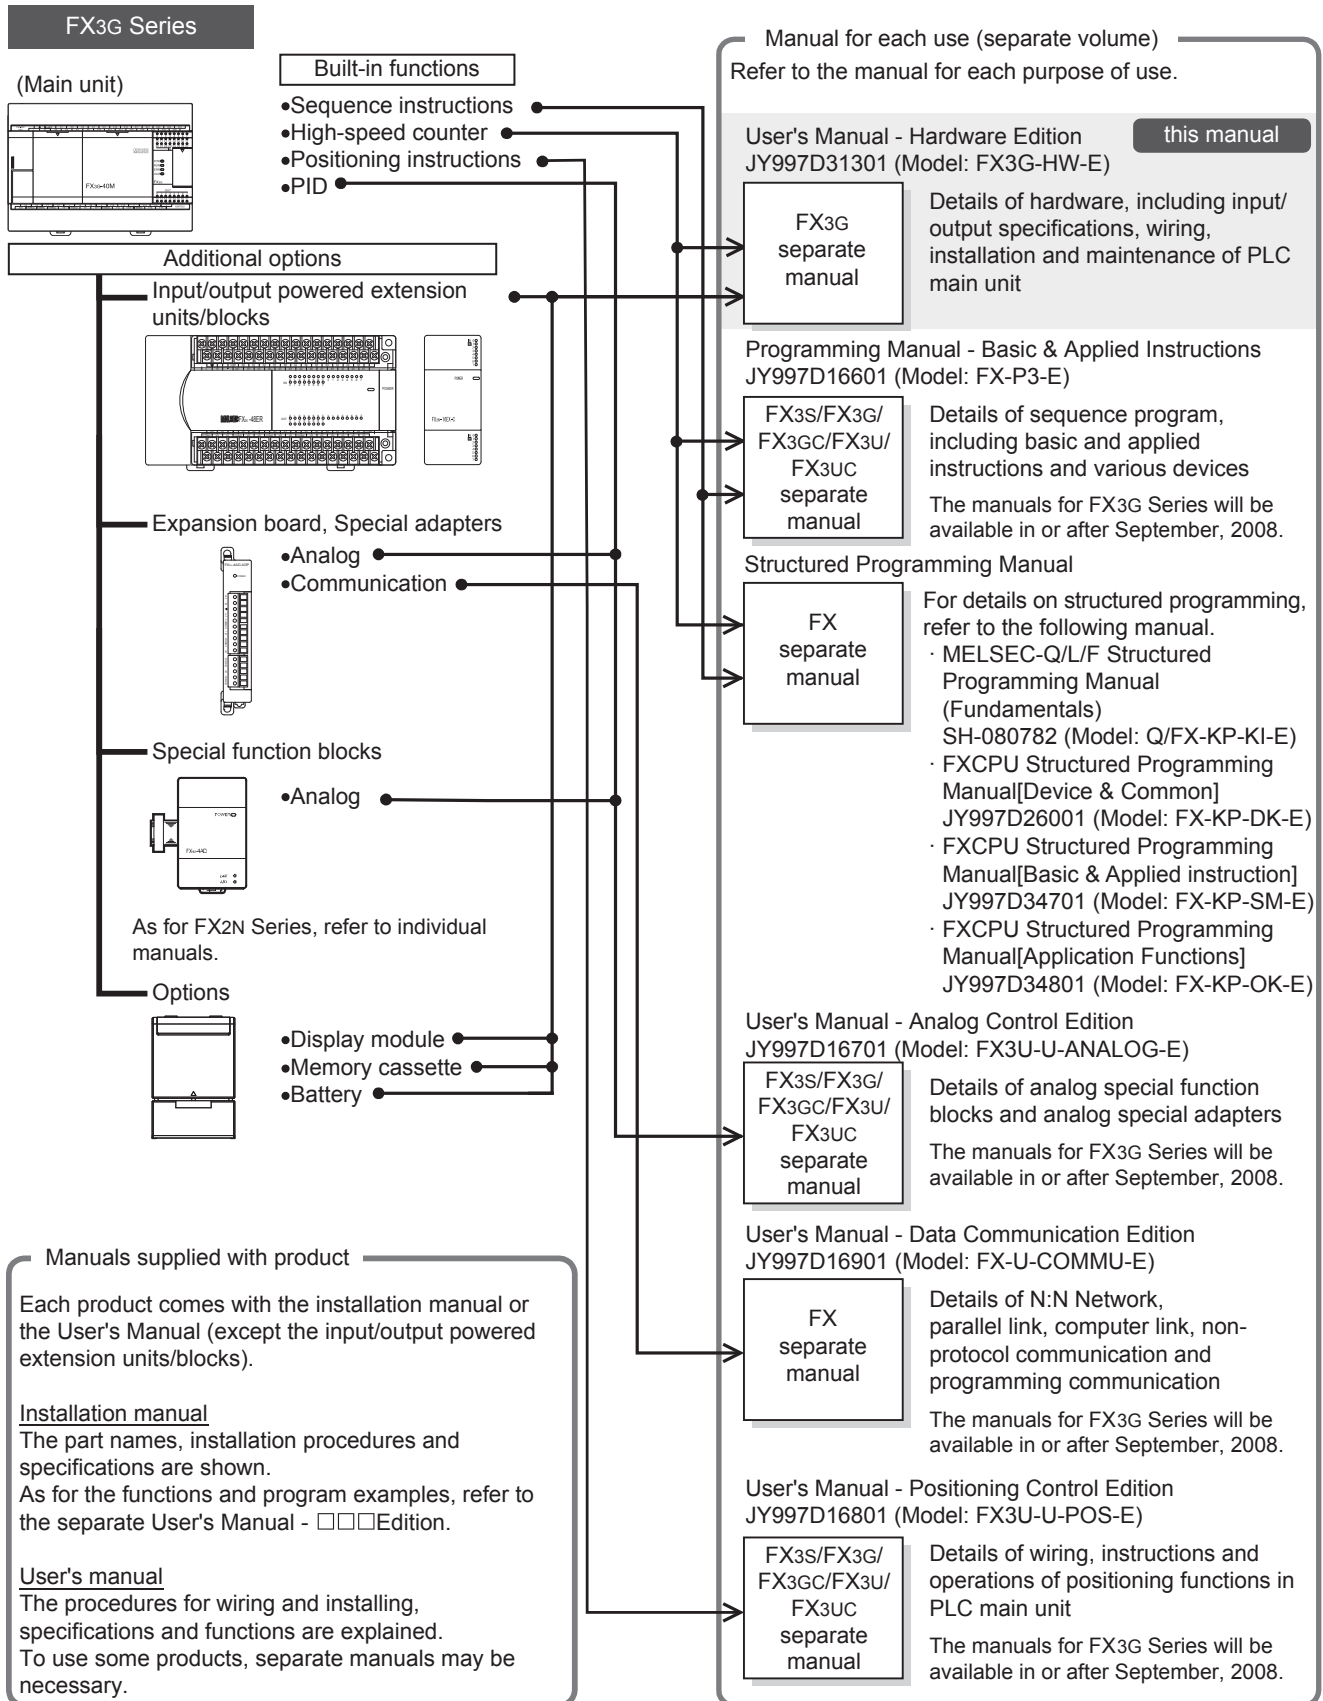 FX3G Series
(Main unit)
FX3G-40M
Built-in functions
•Sequence instructions
•High-speed counter
•Positioning instructions
•PID
Additional options
Input/output powered extension
units/blocks
Expansion board, Special adapters
•Analog
•Communication
Special function blocks
•Analog
POWER
As for FX2N Series, refer to individual
manuals.
Options
•Display module
•Memory cassette
•Battery
Manuals supplied with product
Each product comes with the installation manual or
the User's Manual (except the input/output powered
extension units/blocks).
Installation manual
The part names, installation procedures and
specifications are shown.
As for the functions and program examples, refer to
the separate User's Manual - □□□Edition.
User's manual
The procedures for wiring and installing,
specifications and functions are explained.
To use some products, separate manuals may be
necessary.
Manual for each use (separate volume)
Refer to the manual for each purpose of use.
User's Manual - Hardware Edition
this manual
JY997D31301 (Model: FX3G-HW-E)
FX3G
separate
manual
Details of hardware, including input/
output specifications, wiring,
installation and maintenance of PLC
main unit
Programming Manual - Basic & Applied Instructions
JY997D16601 (Model: FX-P3-E)
FX3S/FX3G/
FX3GC/FX3U/
FX3UC
separate
manual
Details of sequence program,
including basic and applied
instructions and various devices
The manuals for FX3G Series will be
available in or after September, 2008.
Structured Programming Manual
FX
separate
manual
For details on structured programming,
refer to the following manual.
· MELSEC-Q/L/F Structured
Programming Manual
(Fundamentals)
SH-080782 (Model: Q/FX-KP-KI-E)
· FXCPU Structured Programming
Manual[Device & Common]
JY997D26001 (Model: FX-KP-DK-E)
· FXCPU Structured Programming
Manual[Basic & Applied instruction]
JY997D34701 (Model: FX-KP-SM-E)
· FXCPU Structured Programming
Manual[Application Functions]
JY997D34801 (Model: FX-KP-OK-E)
User's Manual - Analog Control Edition
JY997D16701 (Model: FX3U-U-ANALOG-E)
FX3S/FX3G/
FX3GC/FX3U/
FX3UC
separate
manual
Details of analog special function
blocks and analog special adapters
The manuals for FX3G Series will be
available in or after September, 2008.
User's Manual - Data Communication Edition
JY997D16901 (Model: FX-U-COMMU-E)
FX
separate
manual
Details of N:N Network,
parallel link, computer link, non-
protocol communication and
programming communication
The manuals for FX3G Series will be
available in or after September, 2008.
User's Manual - Positioning Control Edition
JY997D16801 (Model: FX3U-U-POS-E)
FX3S/FX3G/
FX3GC/FX3U/
FX3UC
separate
manual
Details of wiring, instructions and
operations of positioning functions in
PLC main unit
The manuals for FX3G Series will be
available in or after September, 2008.